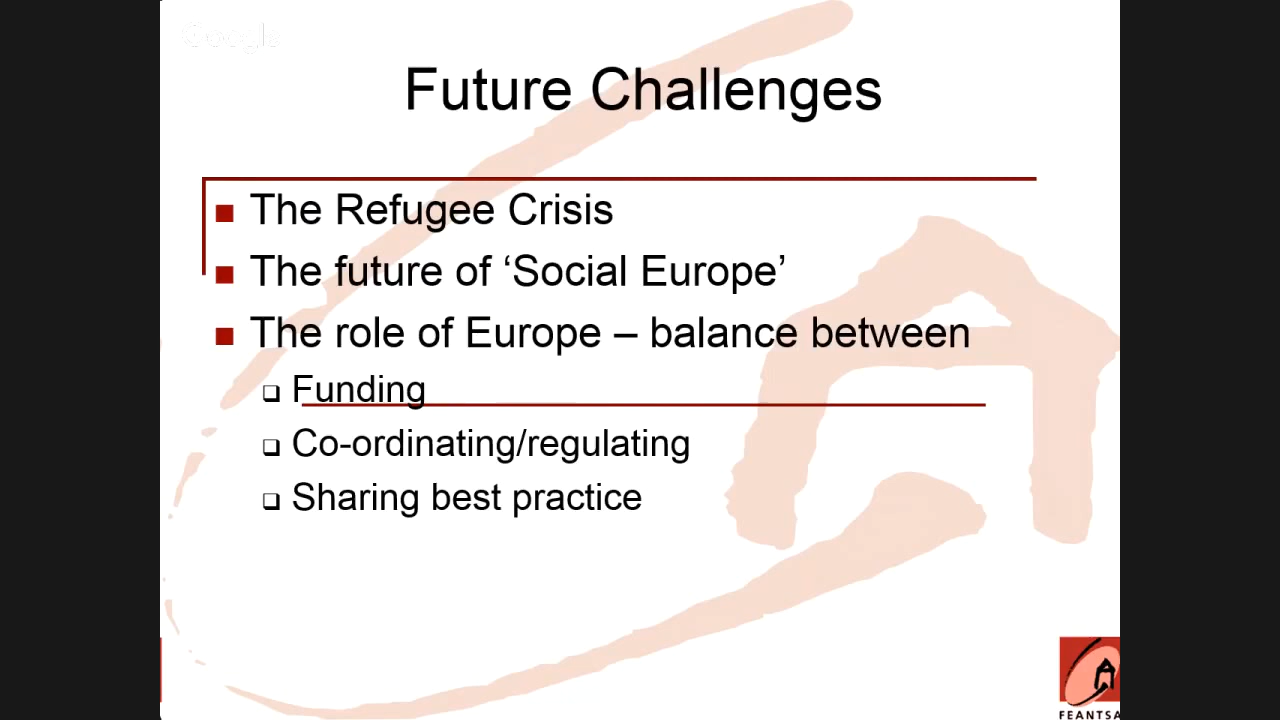 Google
Future Challenges
The Refugee Crisis
The future of ‘Social Europe’
The role of Europe – balance between
Funding
Co-ordinating/regulating
Sharing best practice
FEANTSA